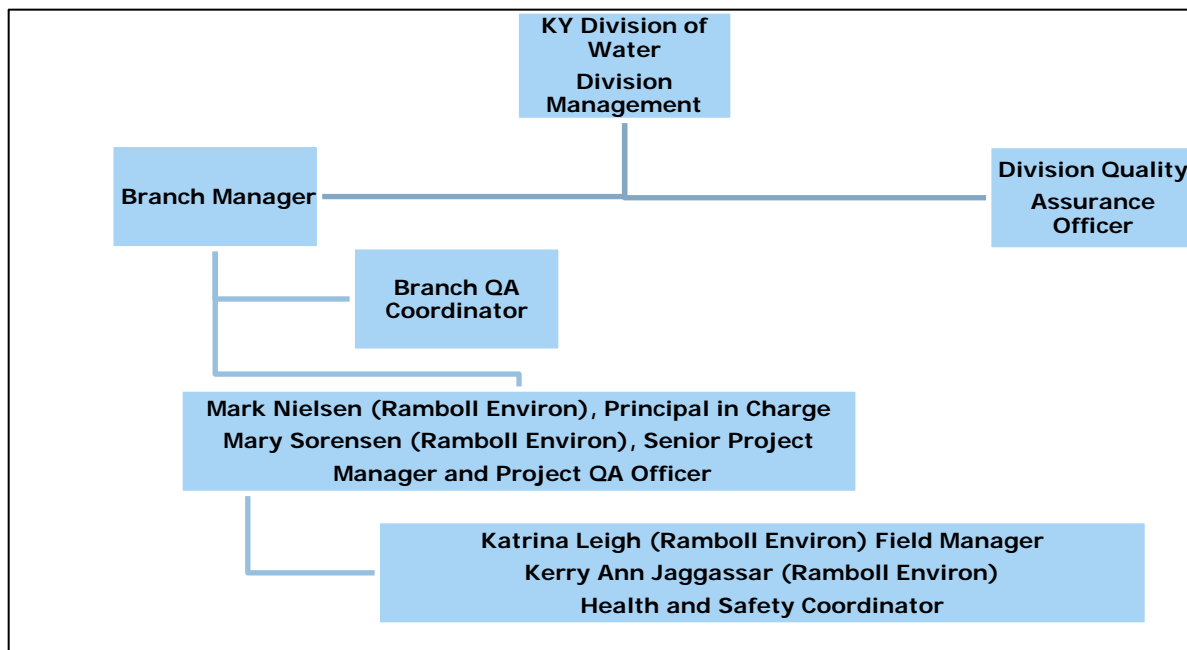 KY Division of
Water
Division
Management
Branch Manager
Division Quality
Assurance
Officer
Branch QA
Coordinator
Mark Nielsen (Ramboll Environ), Principal in Charge
Mary Sorensen (Ramboll Environ), Senior Project
Manager and Project QA Officer
Katrina Leigh (Ramboll Environ) Field Manager
Kerry Ann Jaggassar (Ramboll Environ)
Health and Safety Coordinator